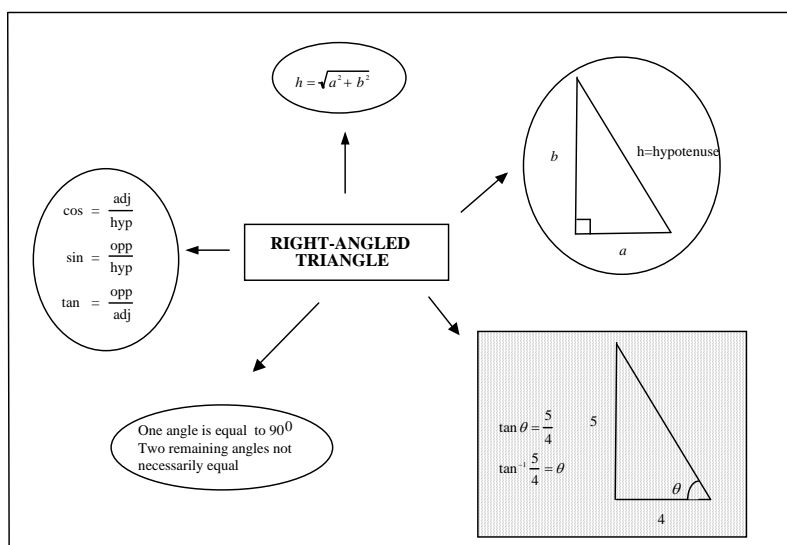 h = √a² + b²
b
h=hypotenuse
a
cos = adj/hyp
sin = opp/hyp
tan = opp/adj
RIGHT-ANGLED
TRIANGLE
One angle is equal to 90⁰
Two remaining angles not
necessarily equal
tan θ = 5/4
tan⁻¹ 5/4 = θ
5
θ
4